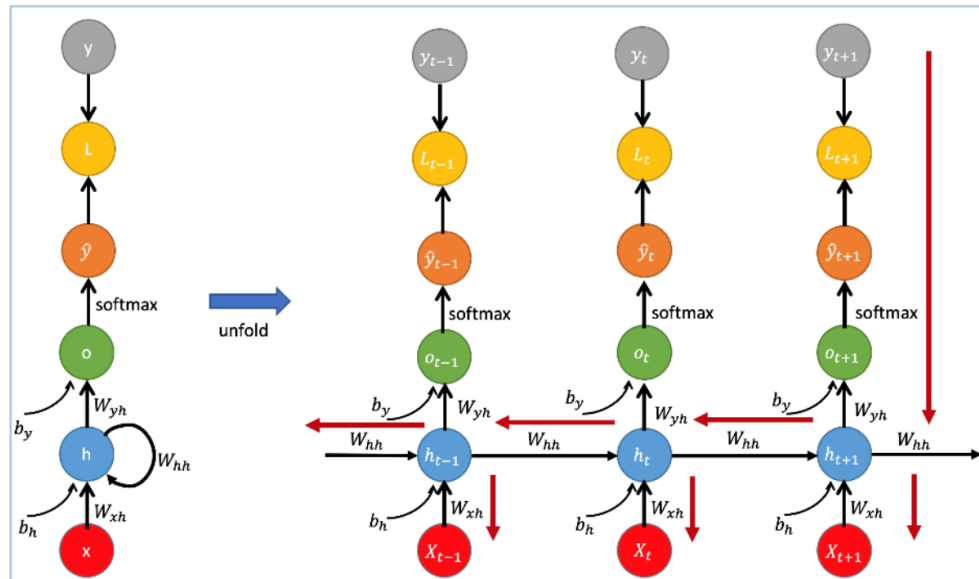 y
L
ŷ
softmax
o
b_y
W_yh
h
W_hh
b_h
W_xh
x
unfold
y_{t-1}
L_{t-1}
ŷ_{t-1}
softmax
o_{t-1}
b_y
W_yh
W_hh
h_{t-1}
W_hh
b_h
W_xh
X_{t-1}
y_t
L_t
ŷ_t
softmax
o_t
b_y
W_yh
h_t
W_hh
b_h
W_xh
X_t
y_{t+1}
L_{t+1}
ŷ_{t+1}
softmax
o_{t+1}
b_y
W_yh
h_{t+1}
W_hh
b_h
W_xh
X_{t+1}